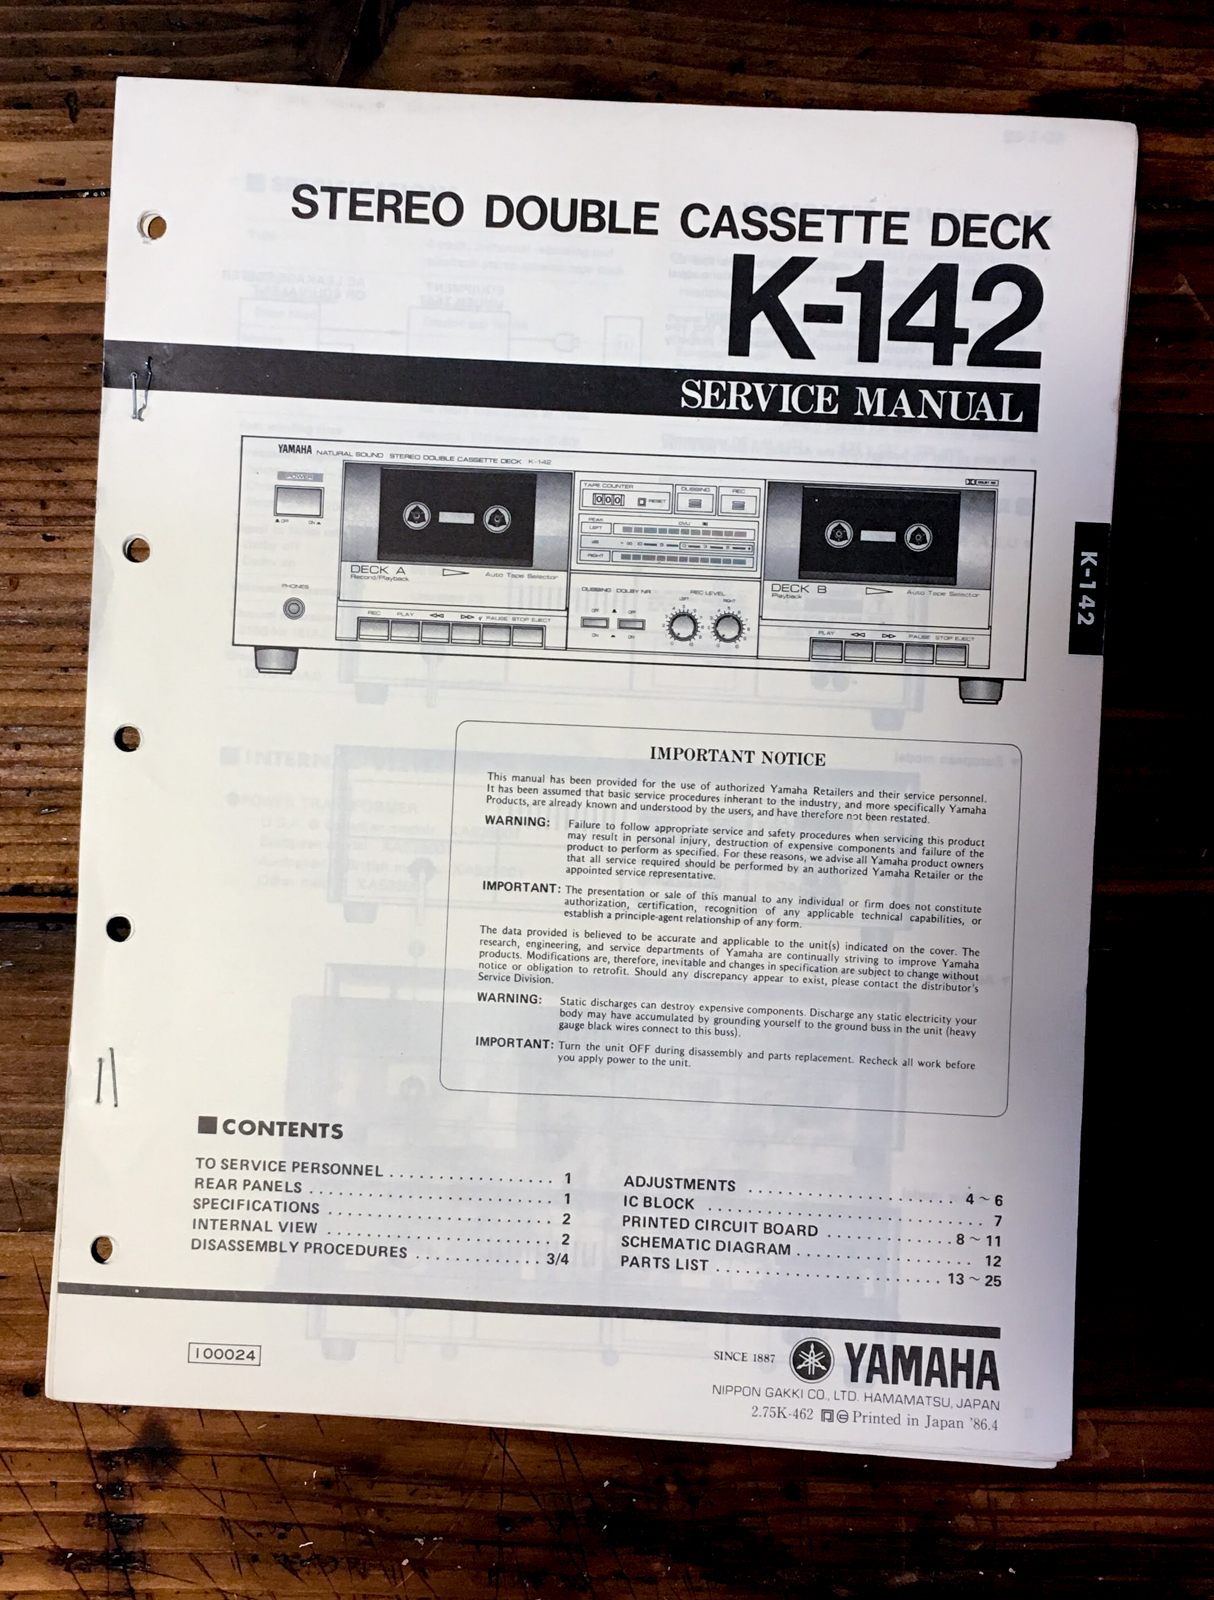 STEREO DOUBLE CASSETTE DECK
K-142
SERVICE MANUAL
YAMAHA NATURAL SOUND STEREO DOUBLE CASSETTE DECK K-142
POWER
OFF ON
PHONES
DECK A
Record/Playback
Auto Tape Selector
REC PLAY PAUSE STOP EJECT
TAPE COUNTER
000 RESET
DUBBING
REC
PEAK
LEFT
dB
RIGHT
DUBBING DOLBY NR
OFF OFF
ON ON
REC LEVEL
LEFT RIGHT
DECK B
Playback
Auto Tape Selector
PLAY PAUSE STOP EJECT
K-142
IMPORTANT NOTICE
This manual has been provided for the use of authorized Yamaha Retailers and their service personnel.
It has been assumed that basic service procedures inherant to the industry, and more specifically Yamaha
Products, are already known and understood by the users, and have therefore not been restated.
WARNING: Failure to follow appropriate service and safety procedures when servicing this product
may result in personal injury, destruction of expensive components and failure of the
product to perform as specified. For these reasons, we advise all Yamaha product owners
that all service required should be performed by an authorized Yamaha Retailer or the
appointed service representative.
IMPORTANT: The presentation or sale of this manual to any individual or firm does not constitute
authorization, certification, recognition of any applicable technical capabilities, or
establish a principle-agent relationship of any form.
The data provided is believed to be accurate and applicable to the unit(s) indicated on the cover. The
research, engineering, and service departments of Yamaha are continually striving to improve Yamaha
products. Modifications are, therefore, inevitable and changes in specification are subject to change without
notice or obligation to retrofit. Should any discrepancy appear to exist, please contact the distributor's
Service Division.
WARNING: Static discharges can destroy expensive components. Discharge any static electricity your
body may have accumulated by grounding yourself to the ground buss in the unit (heavy
gauge black wires connect to this buss).
IMPORTANT: Turn the unit OFF during disassembly and parts replacement. Recheck all work before
you apply power to the unit.
■ CONTENTS
TO SERVICE PERSONNEL . . . . . . . . . . . . . . . . 1
REAR PANELS . . . . . . . . . . . . . . . . . . . . . . . . 1
SPECIFICATIONS . . . . . . . . . . . . . . . . . . . . . . 2
INTERNAL VIEW . . . . . . . . . . . . . . . . . . . . . . 2
DISASSEMBLY PROCEDURES . . . . . . . . . . . . 3/4
ADJUSTMENTS . . . . . . . . . . . . . . . . . . . . 4 ~ 6
IC BLOCK . . . . . . . . . . . . . . . . . . . . . . . . . . 7
PRINTED CIRCUIT BOARD . . . . . . . . . . . . 8 ~ 11
SCHEMATIC DIAGRAM . . . . . . . . . . . . . . . . . 12
PARTS LIST . . . . . . . . . . . . . . . . . . . . . 13 ~ 25
100024
SINCE 1887 YAMAHA
NIPPON GAKKI CO., LTD. HAMAMATSU, JAPAN
2.75K-462 Printed in Japan '86.4